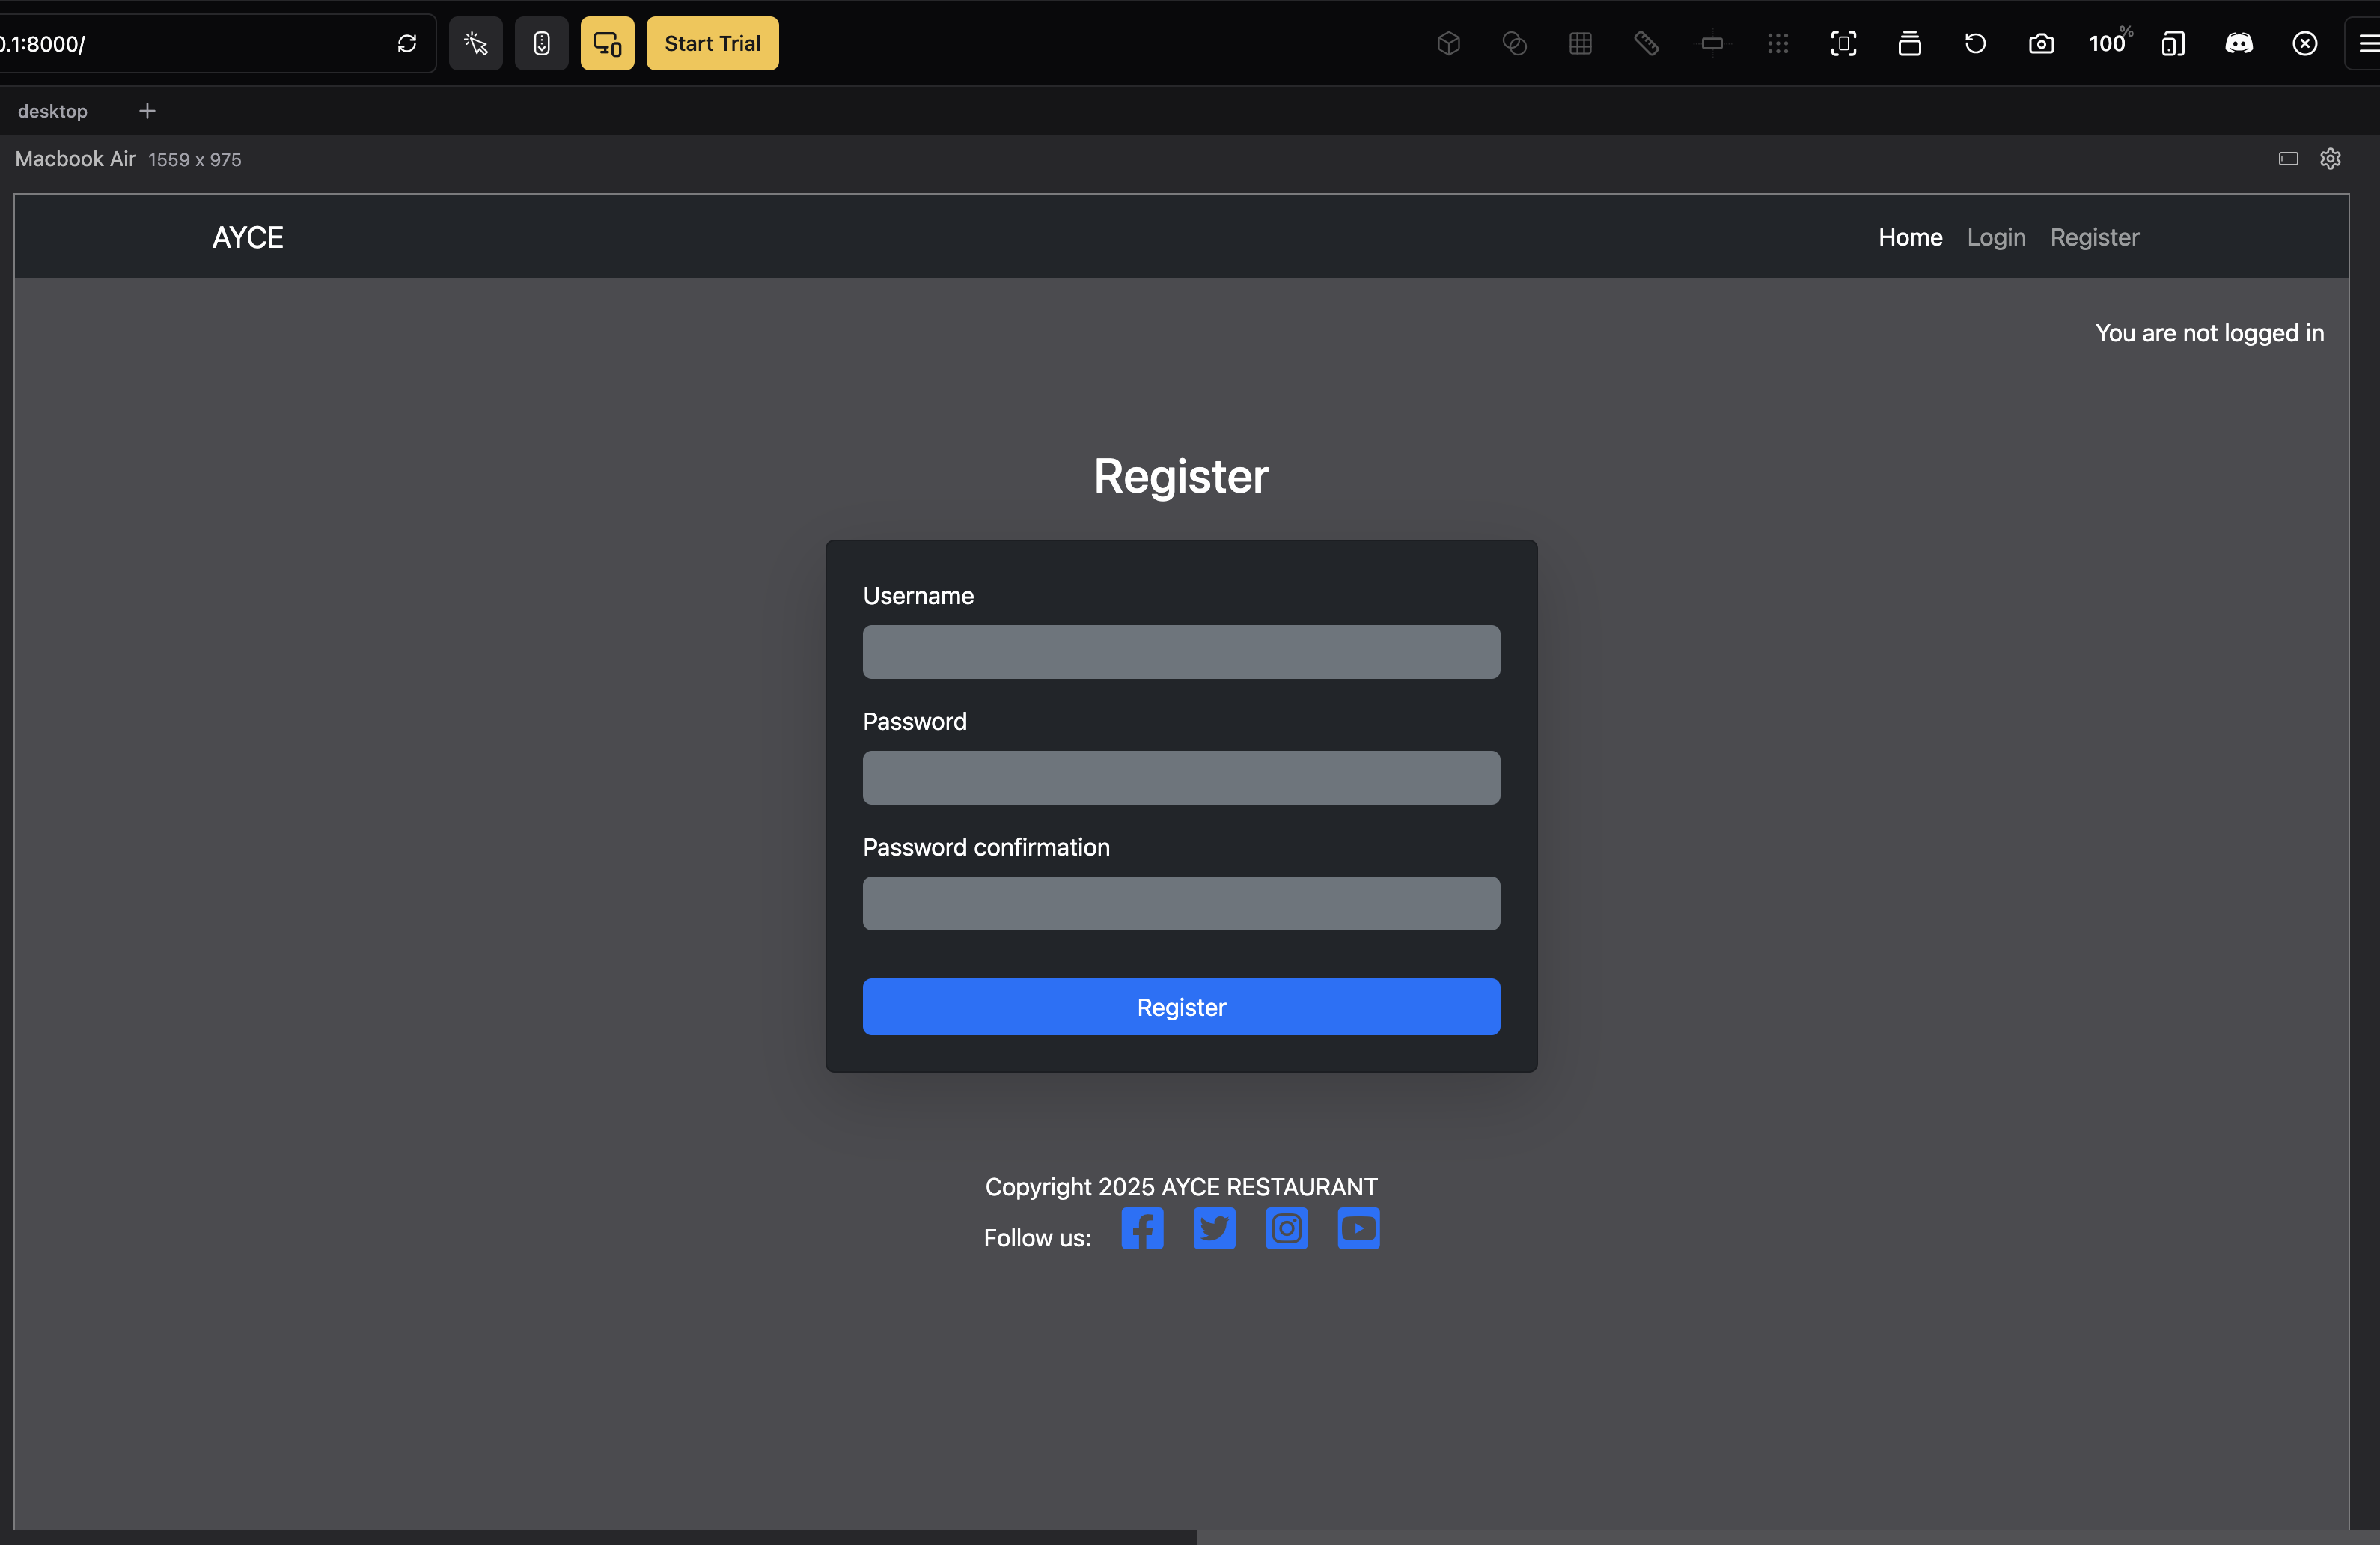 0.1:8000/
Start Trial
100%
desktop
Macbook Air 1559 x 975
AYCE
Home Login Register
You are not logged in
Register
Username
Password
Password confirmation
Register
Copyright 2025 AYCE RESTAURANT
Follow us: